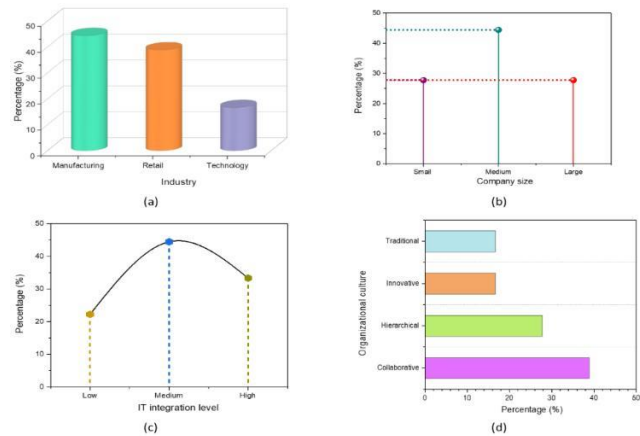 50
40
30
20
10
0
Percentage (%)
Manufacturing
Retail
Technology
Industry
(a)
50
40
30
20
10
0
Percentage (%)
Small
Medium
Large
Company size
(b)
50
40
30
20
10
0
Percentage (%)
Low
Medium
High
IT integration level
(c)
Organizational culture
Traditional
Innovative
Hierarchical
Collaborative
0
10
20
30
40
50
Percentage (%)
(d)